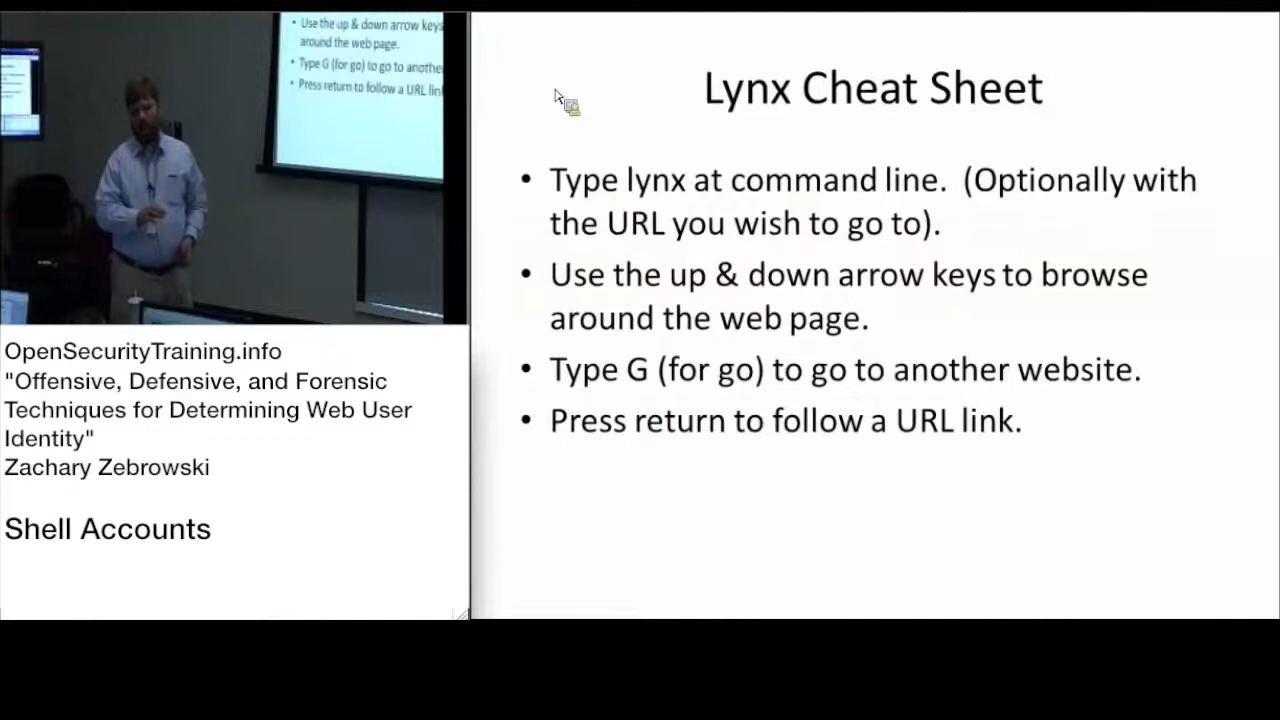 Use the up & down arrow keys
around the web page.
Type G (for go) to go to another
Press return to follow a URL lin
OpenSecurityTraining.info
"Offensive, Defensive, and Forensic
Techniques for Determining Web User
Identity"
Zachary Zebrowski
Shell Accounts
Lynx Cheat Sheet
• Type lynx at command line.  (Optionally with
the URL you wish to go to).
• Use the up & down arrow keys to browse
around the web page.
• Type G (for go) to go to another website.
• Press return to follow a URL link.